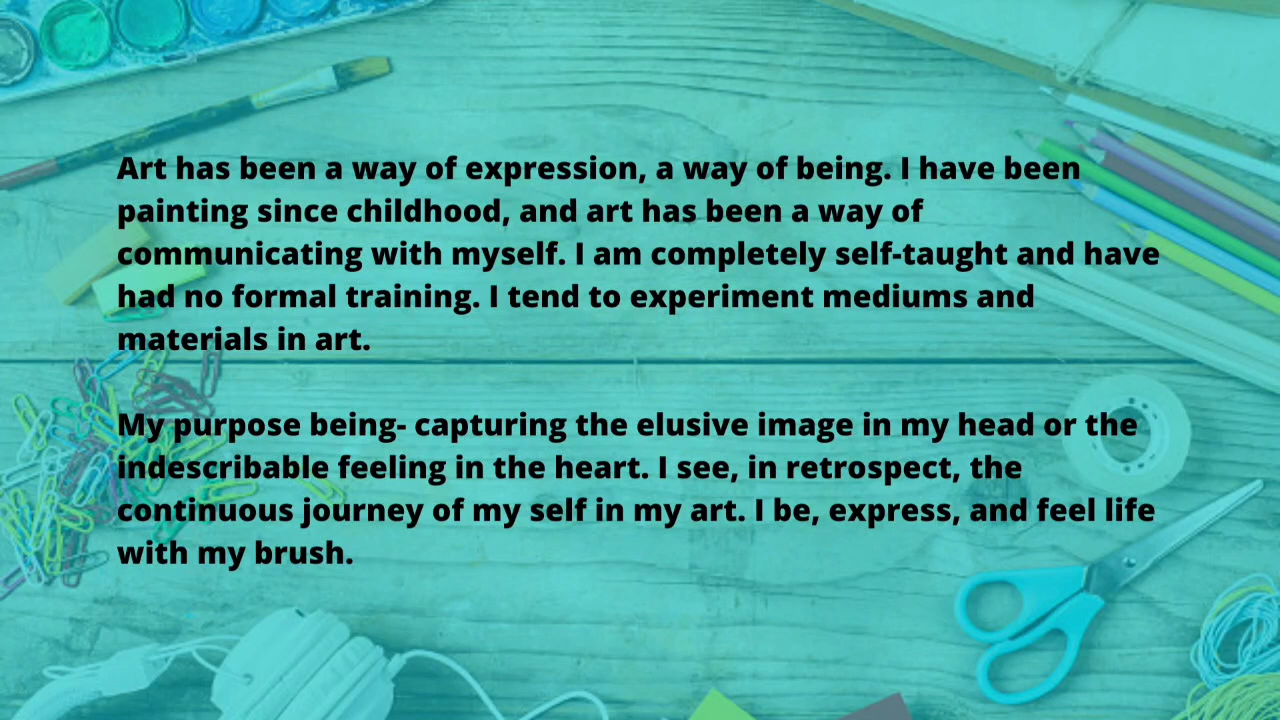 Art has been a way of expression, a way of being. I have been
painting since childhood, and art has been a way of
communicating with myself. I am completely self-taught and have
had no formal training. I tend to experiment mediums and
materials in art.
My purpose being- capturing the elusive image in my head or the
indescribable feeling in the heart. I see, in retrospect, the
continuous journey of my self in my art. I be, express, and feel life
with my brush.